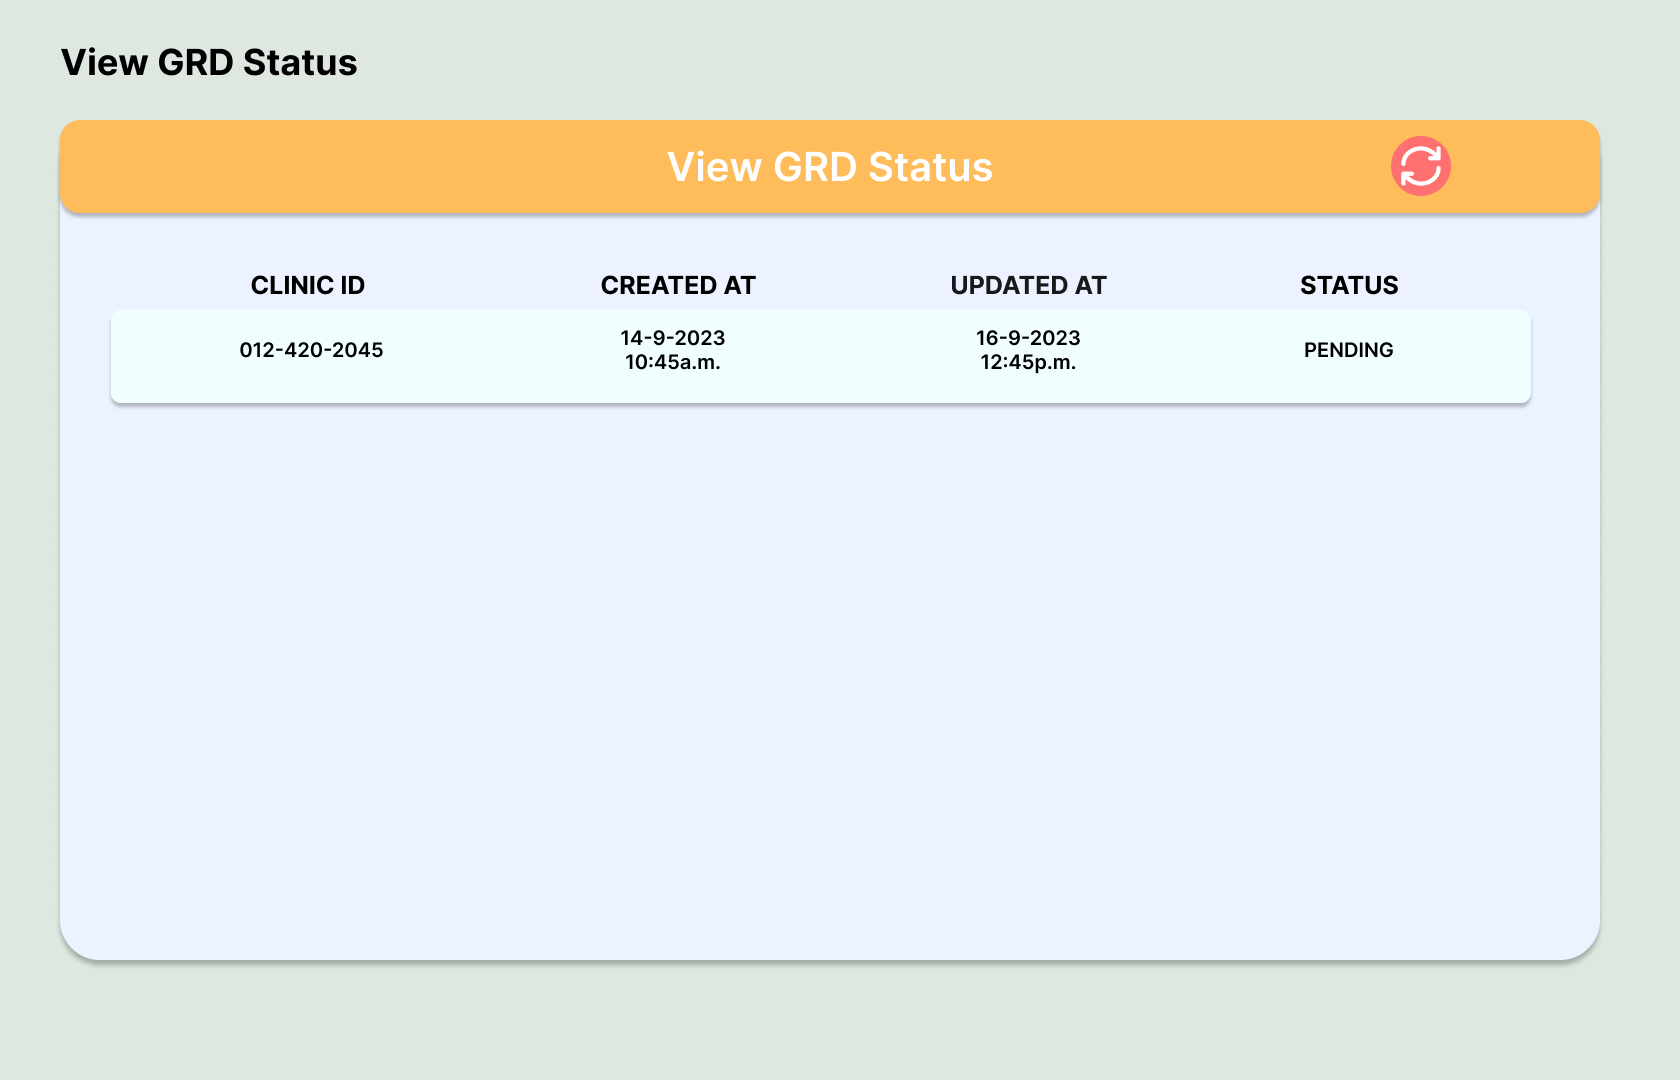 View GRD Status
View GRD Status
CLINIC ID CREATED AT UPDATED AT STATUS
012-420-2045 14-9-2023 10:45a.m. 16-9-2023 12:45p.m. PENDING